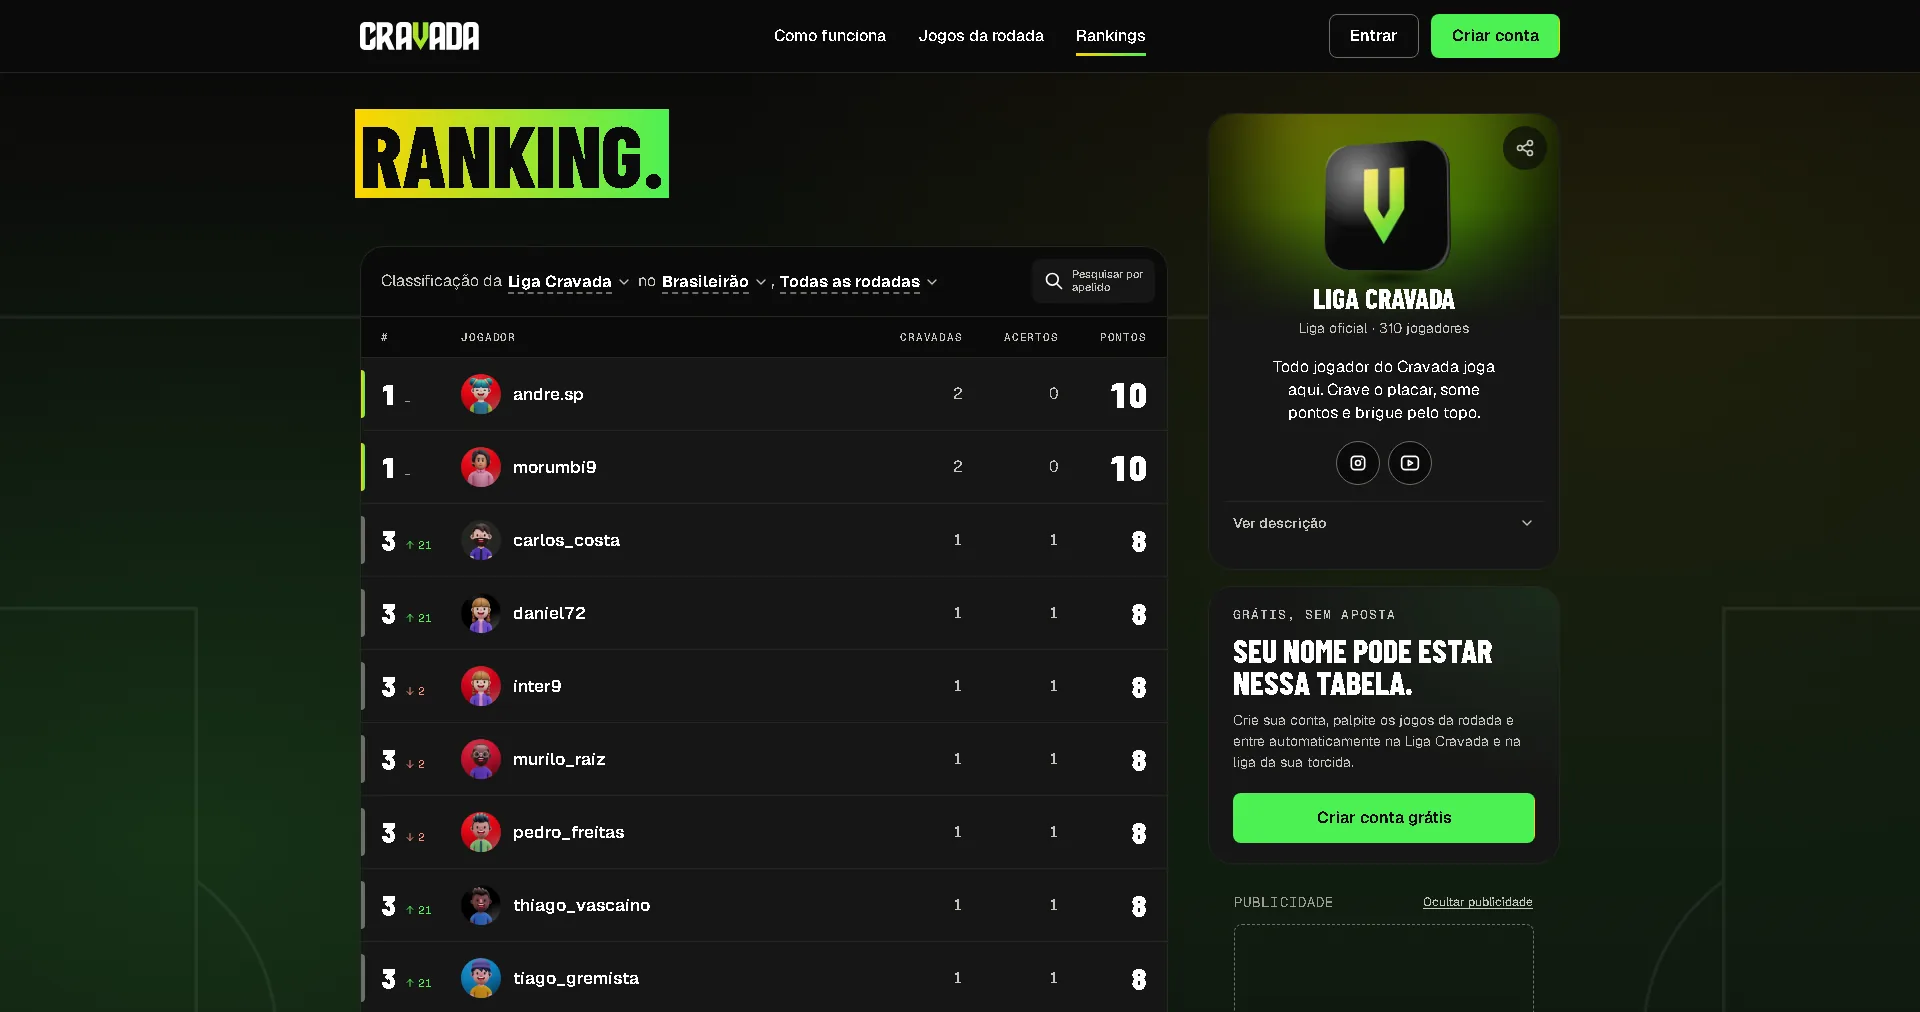 CRAVADA
Como funciona
Jogos da rodada
Rankings
Entrar
Criar conta
RANKING.
Classificação da Liga Cravada no Brasileirão , Todas as rodadas
Pesquisar por
apelido
# JOGADOR CRAVADAS ACERTOS PONTOS
1 – andre.sp 2 0 10
1 – morumbi9 2 0 10
3 ↑ 21 carlos_costa 1 1 8
3 ↑ 21 daniel72 1 1 8
3 ↓ 2 inter9 1 1 8
3 ↓ 2 murilo_raiz 1 1 8
3 ↓ 2 pedro_freitas 1 1 8
3 ↑ 21 thiago_vascaino 1 1 8
3 ↑ 21 tiago_gremista 1 1 8
LIGA CRAVADA
Liga oficial · 310 jogadores
Todo jogador do Cravada joga
aqui. Crave o placar, some
pontos e brigue pelo topo.
Ver descrição
GRÁTIS, SEM APOSTA
SEU NOME PODE ESTAR
NESSA TABELA.
Crie sua conta, palpite os jogos da rodada e
entre automaticamente na Liga Cravada e na
liga da sua torcida.
Criar conta grátis
PUBLICIDADE
Ocultar publicidade